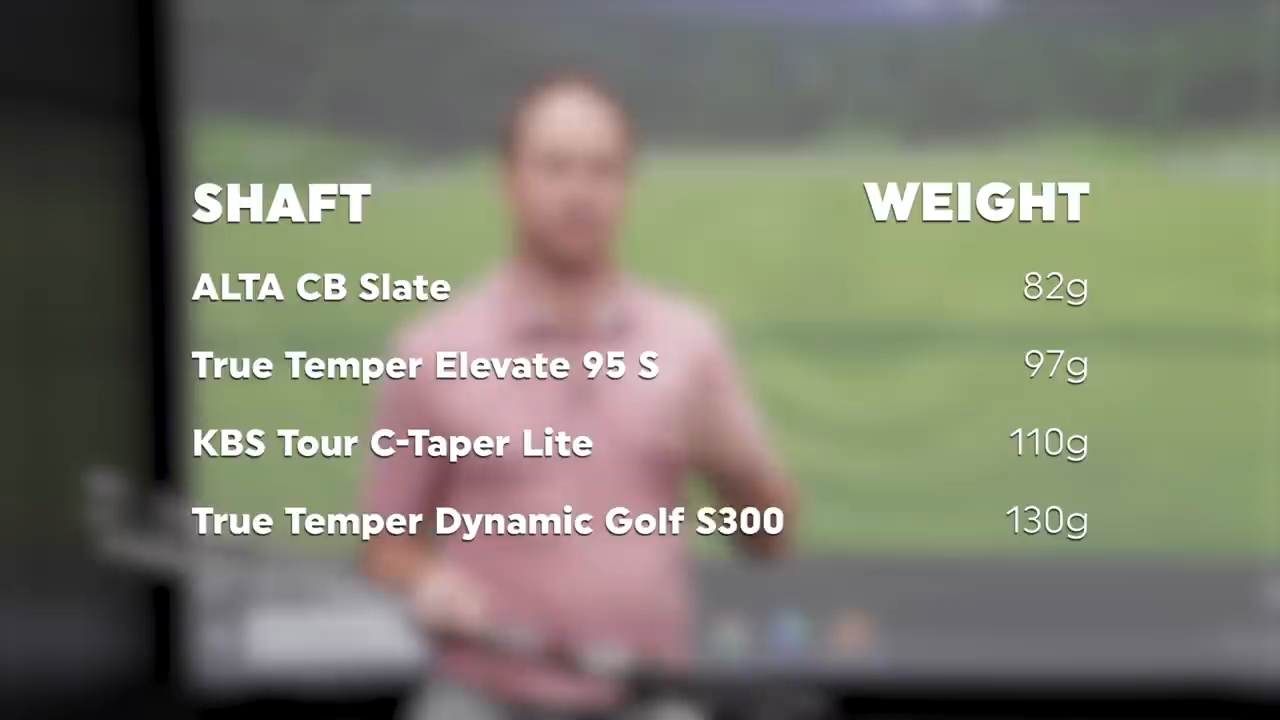 SHAFT WEIGHT
ALTA CB Slate 82g
True Temper Elevate 95 S 97g
KBS Tour C-Taper Lite 110g
True Temper Dynamic Golf S300 130g